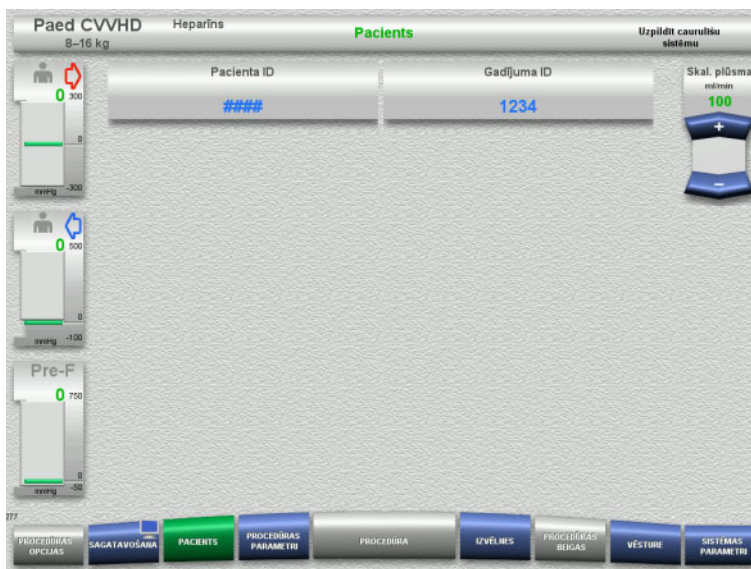 Paed CVVHD Heparīns Pacients Uzpildīt caurulīšu
8–16 kg sistēmu
Pacienta ID Gadījuma ID Skal. plūsma
ml/min
0 300 #### 1234 100
+
0
–
mmHg -300
0 500
0
mmHg -100
Pre-F
0 750
0
mmHg -50
277
PROCEDŪRAS
OPCIJAS
SAGATAVOŠANA
PACIENTS
PROCEDŪRAS
PARAMETRI
PROCEDŪRA
IZVĒLNES
PROCEDŪRAS
BEIGAS
VĒSTURE
SISTĒMAS
PARAMETRI